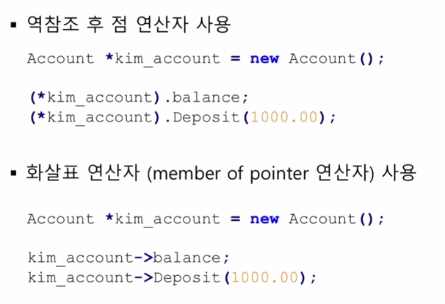 ▪ 역참조 후 점 연산자 사용
Account *kim_account = new Account();
(*kim_account).balance;
(*kim_account).Deposit(1000.00);
▪ 화살표 연산자 (member of pointer 연산자) 사용
Account *kim_account = new Account();
kim_account->balance;
kim_account->Deposit(1000.00);